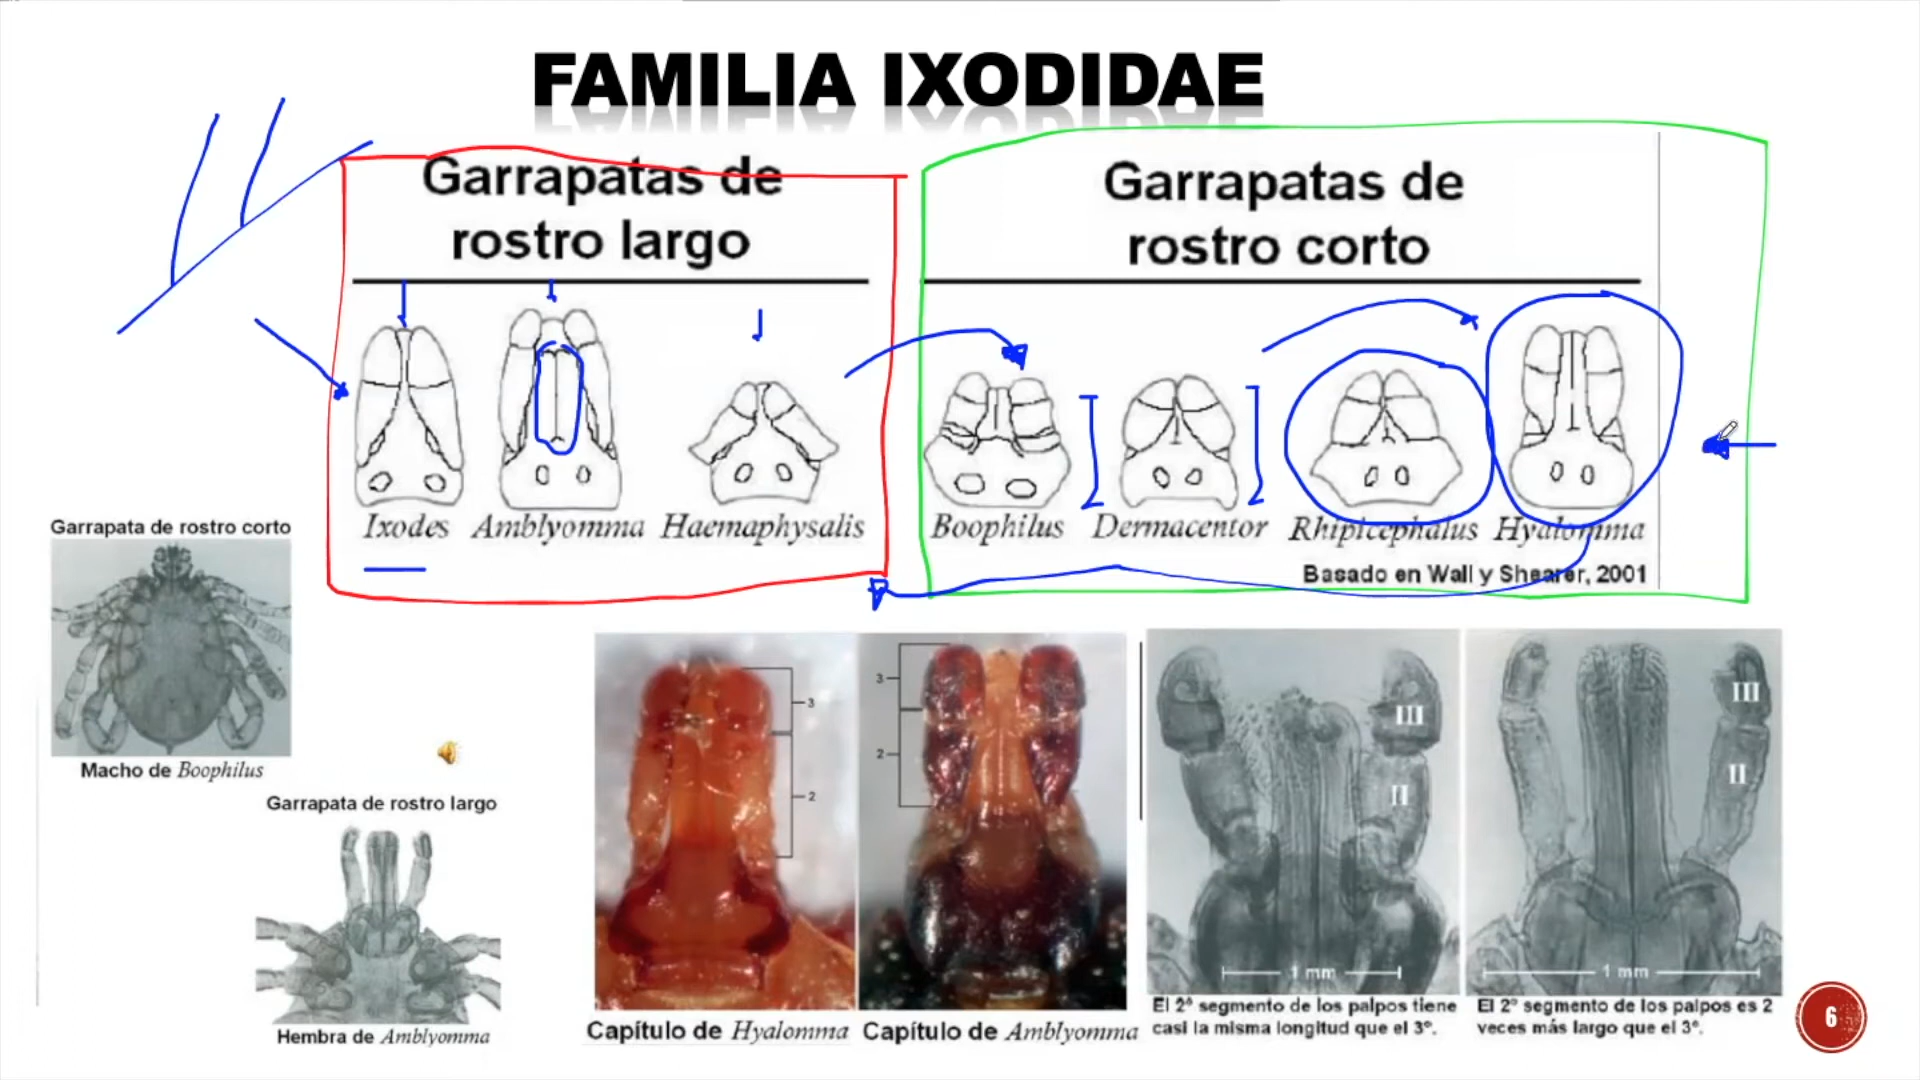 FAMILIA IXODIDAE
Garrapatas de
rostro largo
Garrapatas de
rostro corto
Ixodes Amblyomma Haemaphysalis
Boophilus Dermacentor Rhipicephalus Hyalomma
Basado en Wall y Shearer, 2001
Garrapata de rostro corto
Macho de Boophilus
Garrapata de rostro largo
Hembra de Amblyomma
3
2
Capítulo de Hyalomma
3
2
Capítulo de Amblyomma
III
II
1 mm
El 2º segmento de los palpos tiene
casi la misma longitud que el 3º.
III
II
1 mm
El 2º segmento de los palpos es 2
veces más largo que el 3º.
6